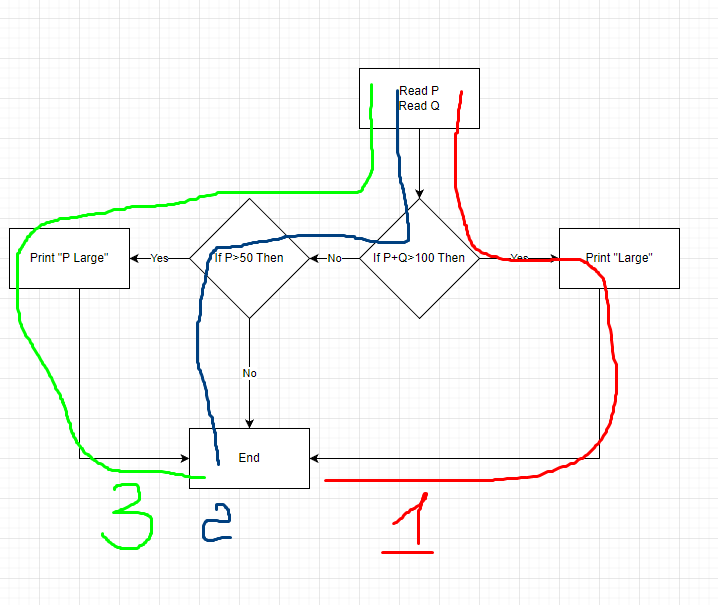 Read P
Read Q
Print "P Large"
Yes
If P>50 Then
No
If P+Q>100 Then
Yes
Print "Large"
No
End
3
2
1